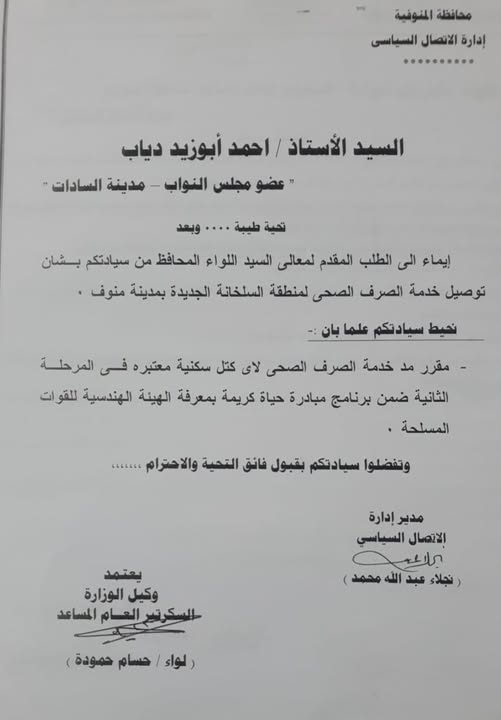 محافظة المنوفية
إدارة الاتصال السياسى
**********
السيد الأستاذ / احمد أبوزيد دياب
" عضو مجلس النواب – مدينة السادات "
تحية طيبة ٠٠٠٠ وبعد
إيماء الى الطلب المقدم لمعالى السيد اللواء المحافظ من سيادتكم بشان
توصيل خدمة الصرف الصحى لمنطقة السلخانة الجديدة بمدينة منوف ٠
نحيط سيادتكم علما بان :-
- مقرر مد خدمة الصرف الصحى لاى كتل سكنية معتبره فى المرحلة
الثانية ضمن برنامج مبادرة حياة كريمة بمعرفة الهيئة الهندسية للقوات
المسلحة ٠
وتفضلوا سيادتكم بقبول فائق التحية والاحترام ،،،،،،،
مدير إدارة
الإتصال السياسي
( نجلاء عبد الله محمد )
يعتمد
وكيل الوزارة
السكرتير العام المساعد
( لواء / حسام حمودة )